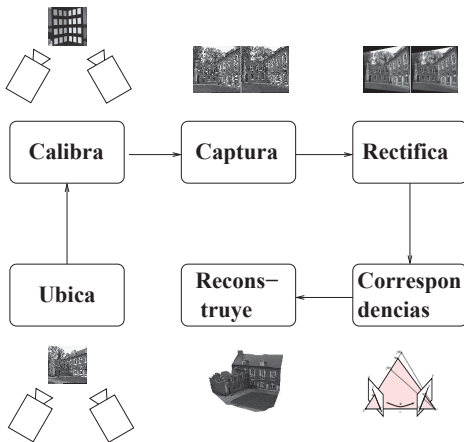 Calibra
Captura
Rectifica
Ubica
Recons-
truye
Correspon
dencias